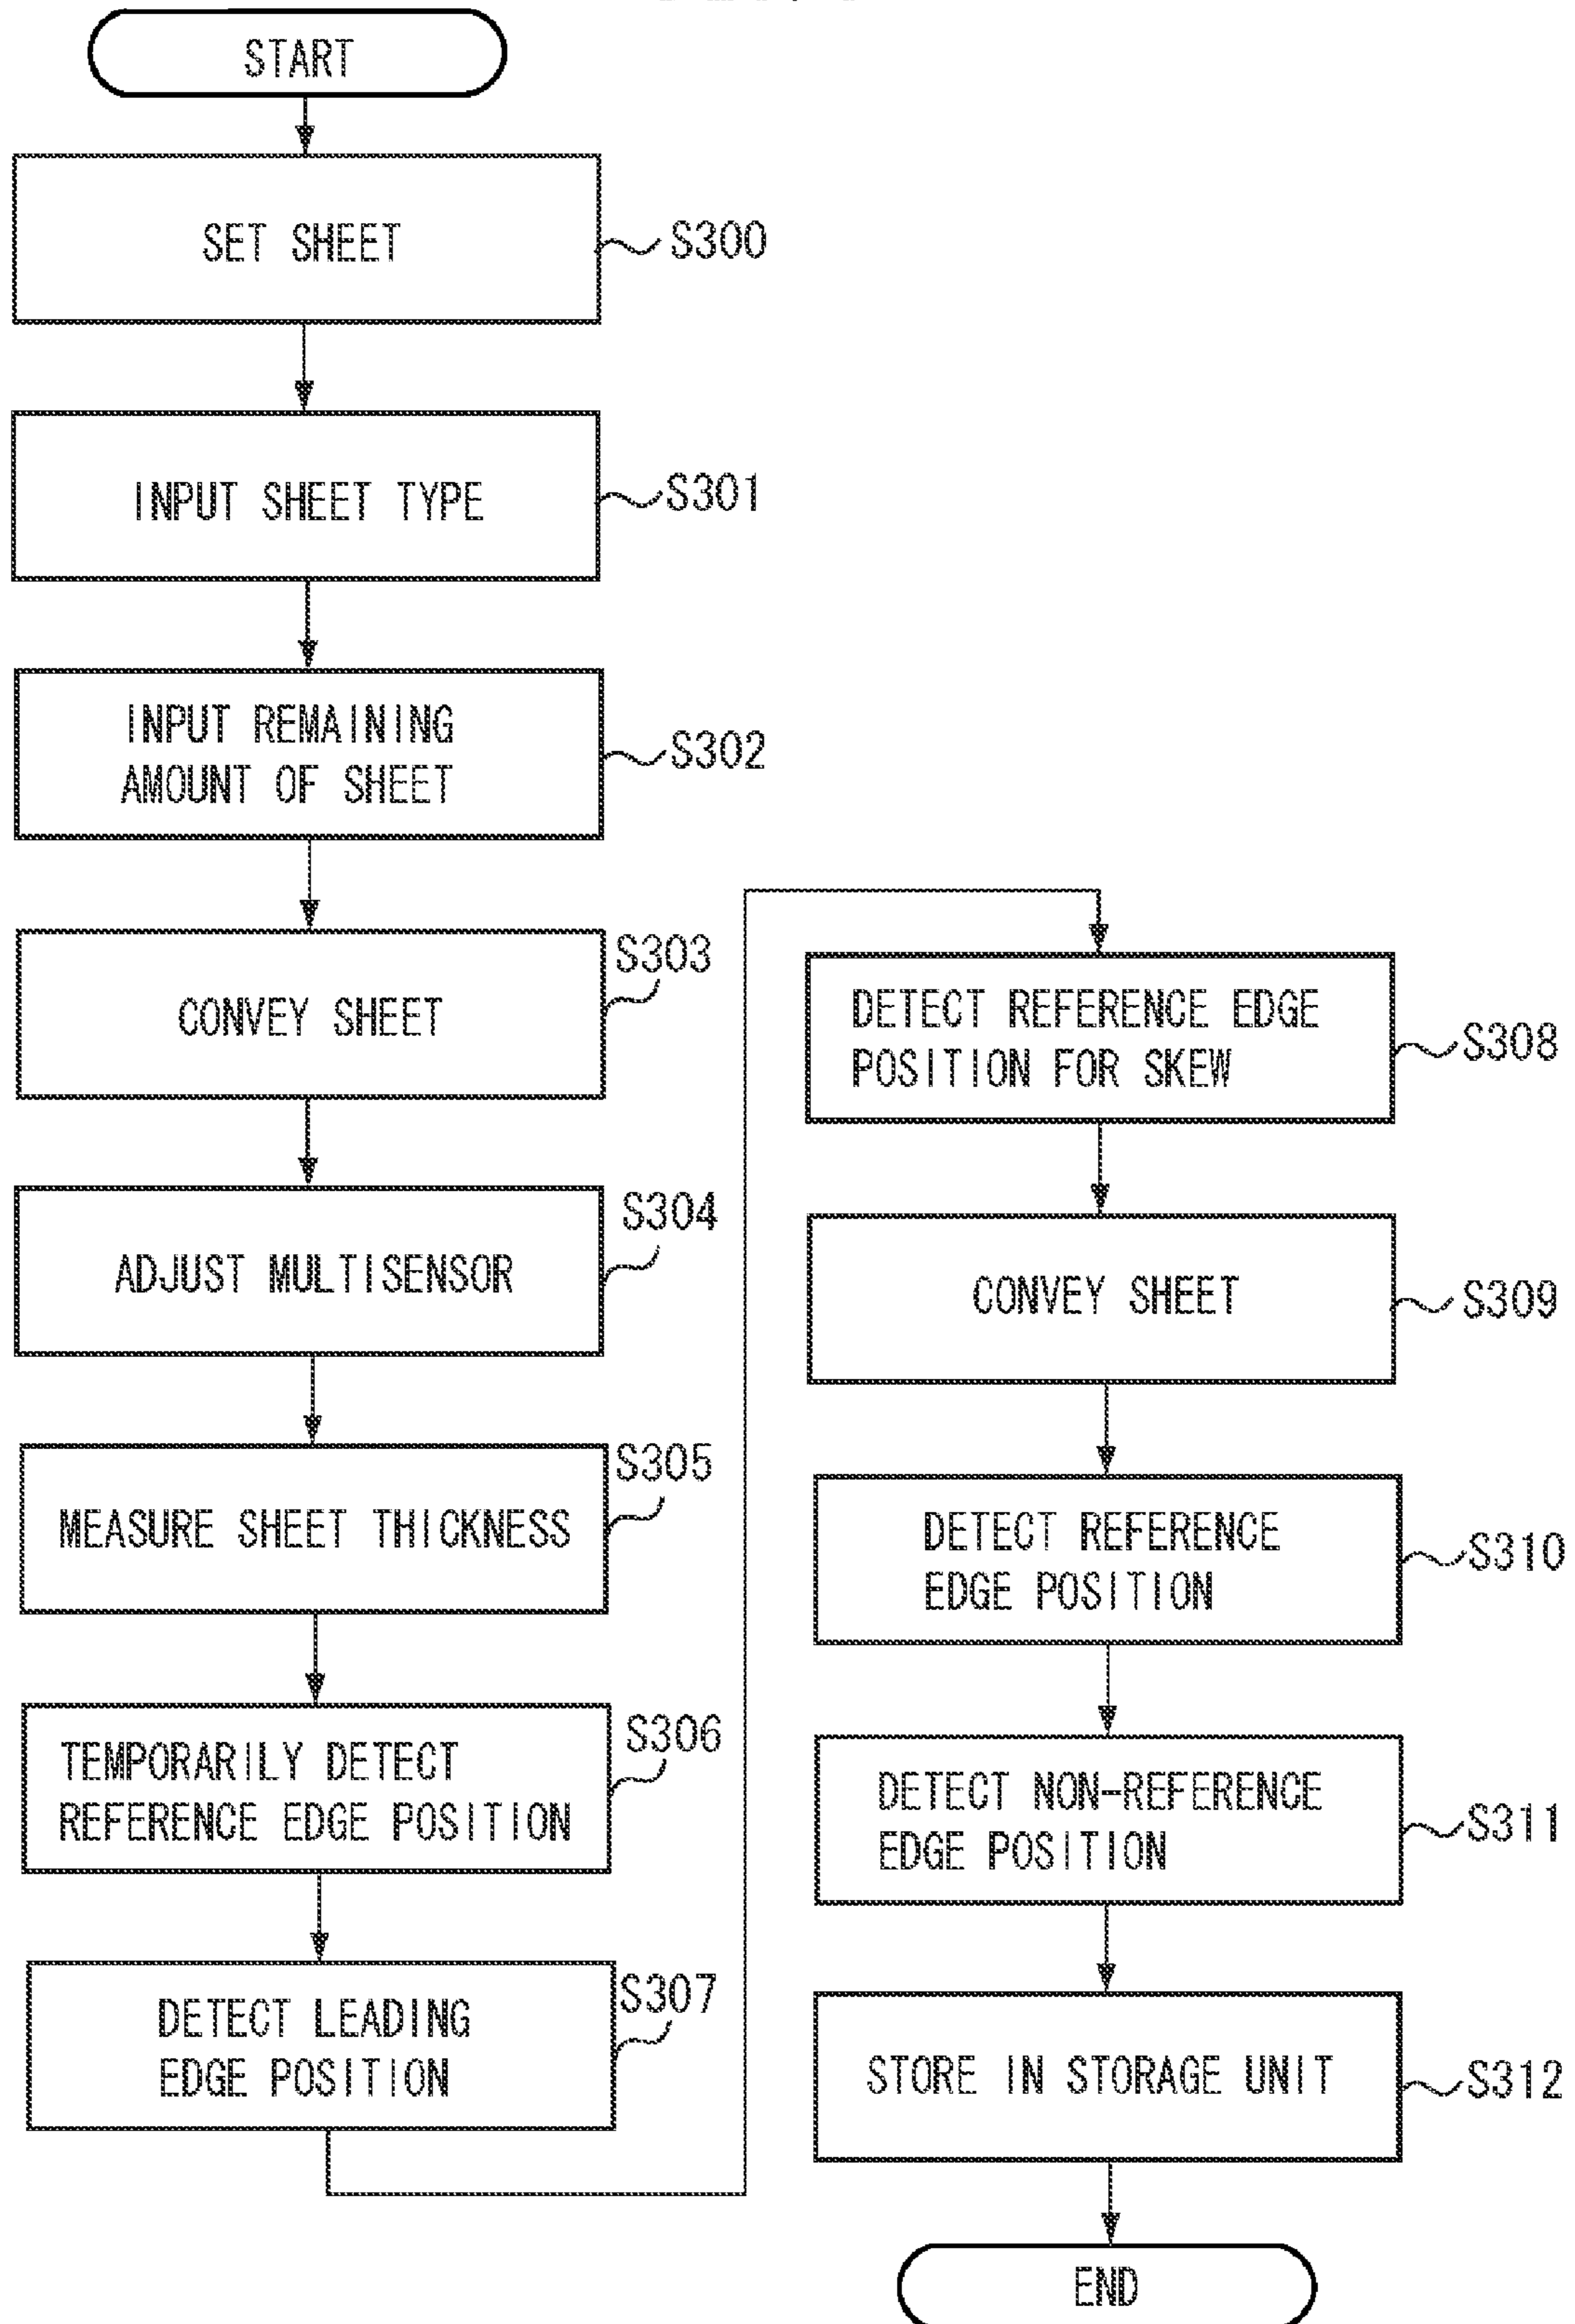 START
SET SHEET
S300
INPUT SHEET TYPE
S301
INPUT REMAINING
AMOUNT OF SHEET
S302
CONVEY SHEET
S303
ADJUST MULTISENSOR
S304
MEASURE SHEET THICKNESS
S305
TEMPORARILY DETECT
REFERENCE EDGE POSITION
S306
DETECT LEADING
EDGE POSITION
S307
DETECT REFERENCE EDGE
POSITION FOR SKEW
S308
CONVEY SHEET
S309
DETECT REFERENCE
EDGE POSITION
S310
DETECT NON-REFERENCE
EDGE POSITION
S311
STORE IN STORAGE UNIT
S312
END